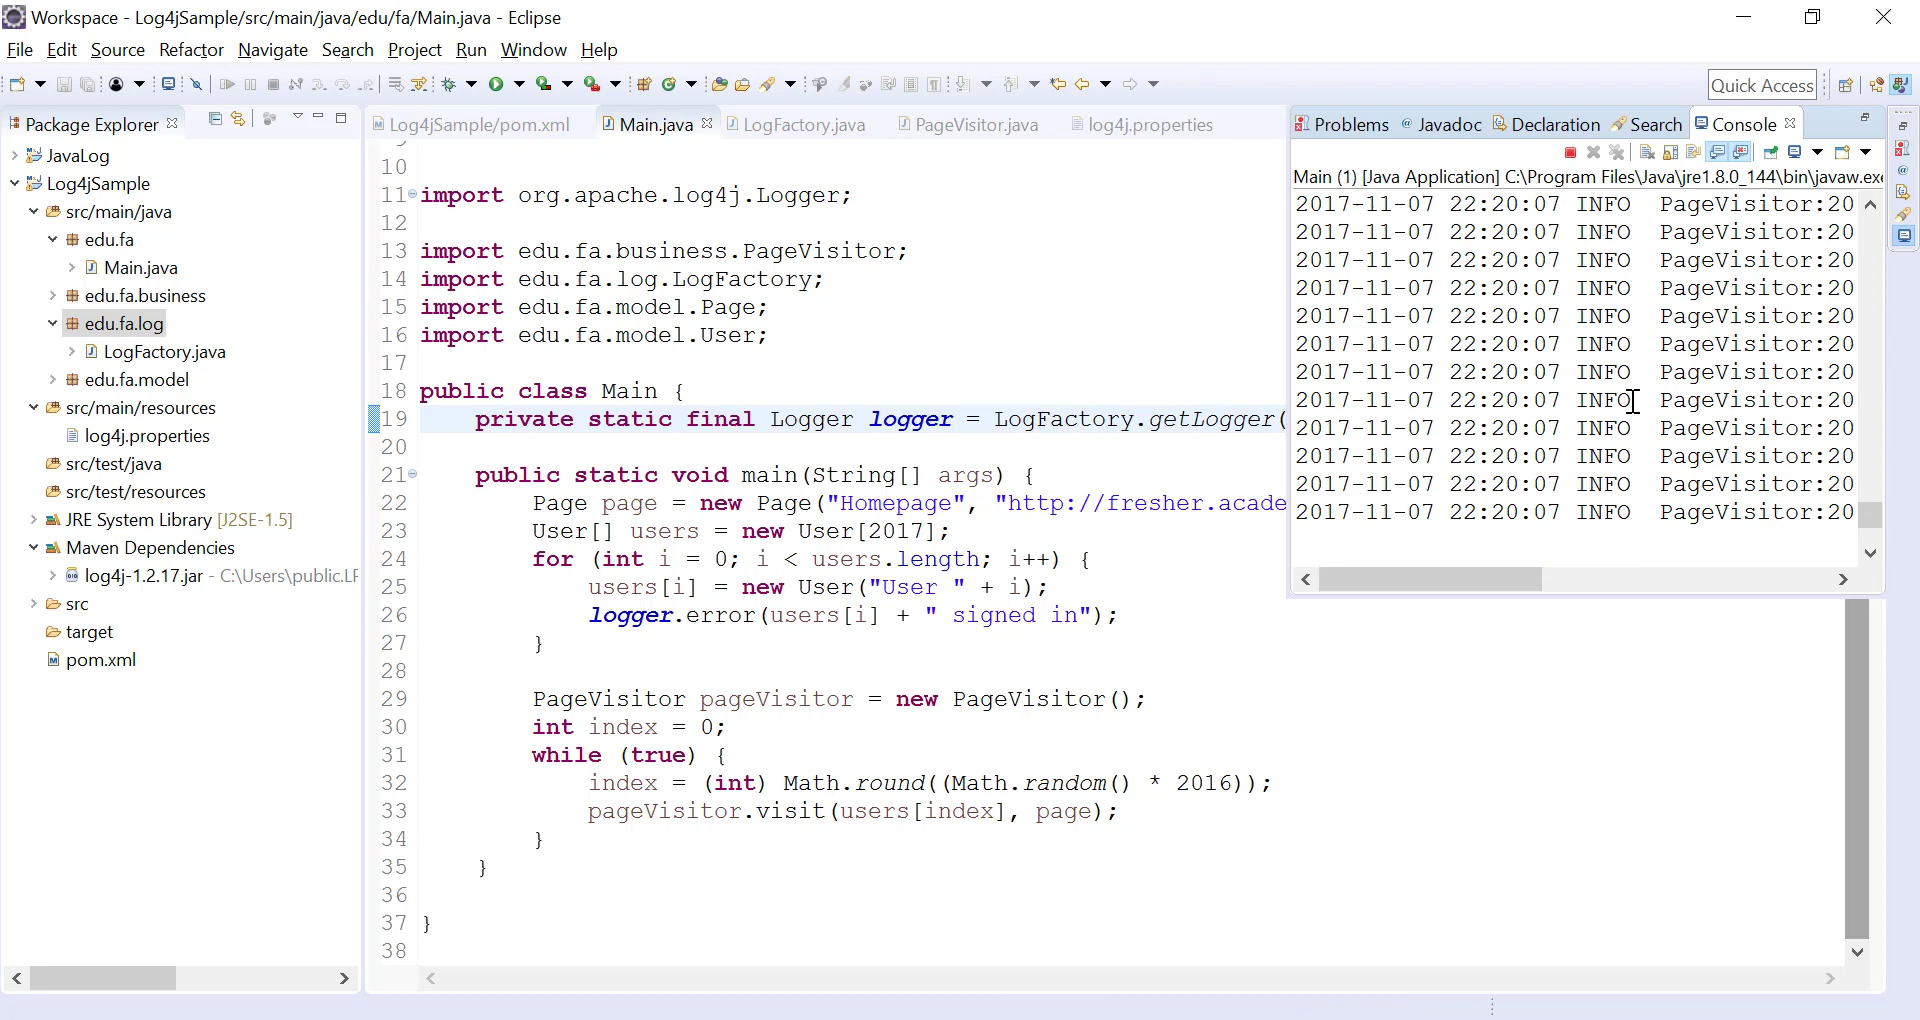 Workspace - Log4jSample/src/main/java/edu/fa/Main.java - Eclipse
File Edit Source Refactor Navigate Search Project Run Window Help
Quick Access
Package Explorer
JavaLog
Log4jSample
src/main/java
edu.fa
Main.java
edu.fa.business
edu.fa.log
LogFactory.java
edu.fa.model
src/main/resources
log4j.properties
src/test/java
src/test/resources
JRE System Library [J2SE-1.5]
Maven Dependencies
log4j-1.2.17.jar - C:\Users\public.LF
src
target
pom.xml
Log4jSample/pom.xml Main.java LogFactory.java PageVisitor.java log4j.properties
10
11 import org.apache.log4j.Logger;
12
13 import edu.fa.business.PageVisitor;
14 import edu.fa.log.LogFactory;
15 import edu.fa.model.Page;
16 import edu.fa.model.User;
17
18 public class Main {
19 private static final Logger logger = LogFactory.getLogger(
20
21 public static void main(String[] args) {
22 Page page = new Page("Homepage", "http://fresher.acade
23 User[] users = new User[2017];
24 for (int i = 0; i < users.length; i++) {
25 users[i] = new User("User " + i);
26 logger.error(users[i] + " signed in");
27 }
28
29 PageVisitor pageVisitor = new PageVisitor();
30 int index = 0;
31 while (true) {
32 index = (int) Math.round((Math.random() * 2016));
33 pageVisitor.visit(users[index], page);
34 }
35 }
36
37 }
38
Problems Javadoc Declaration Search Console
Main (1) [Java Application] C:\Program Files\Java\jre1.8.0_144\bin\javaw.exe
2017-11-07 22:20:07 INFO PageVisitor:20
2017-11-07 22:20:07 INFO PageVisitor:20
2017-11-07 22:20:07 INFO PageVisitor:20
2017-11-07 22:20:07 INFO PageVisitor:20
2017-11-07 22:20:07 INFO PageVisitor:20
2017-11-07 22:20:07 INFO PageVisitor:20
2017-11-07 22:20:07 INFO PageVisitor:20
2017-11-07 22:20:07 INFO PageVisitor:20
2017-11-07 22:20:07 INFO PageVisitor:20
2017-11-07 22:20:07 INFO PageVisitor:20
2017-11-07 22:20:07 INFO PageVisitor:20
2017-11-07 22:20:07 INFO PageVisitor:20